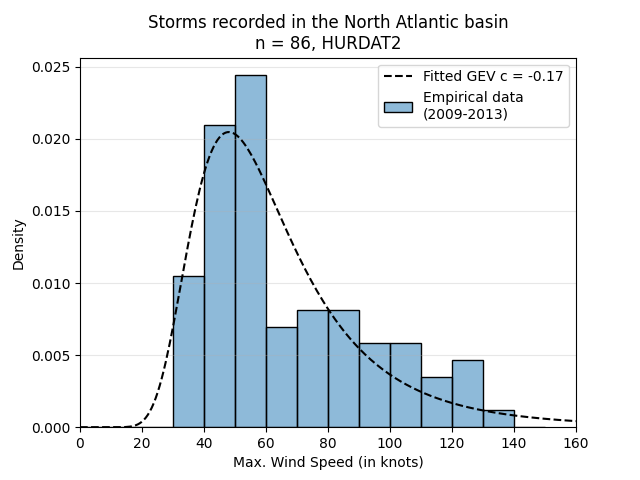 Storms recorded in the North Atlantic basin
n = 86, HURDAT2
Fitted GEV c = -0.17
Empirical data
(2009-2013)
Density
0.025
0.020
0.015
0.010
0.005
0.000
0 20 40 60 80 100 120 140 160
Max. Wind Speed (in knots)